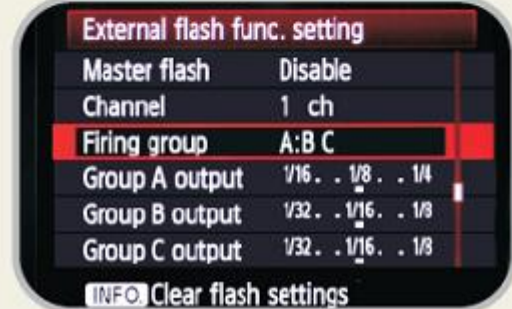 External flash func. setting
Master flash Disable
Channel 1 ch
Firing group A:B C
Group A output 1/16. . 1/8. . 1/4
Group B output 1/32. . 1/16. . 1/8
Group C output 1/32. . 1/16. . 1/8
INFO. Clear flash settings